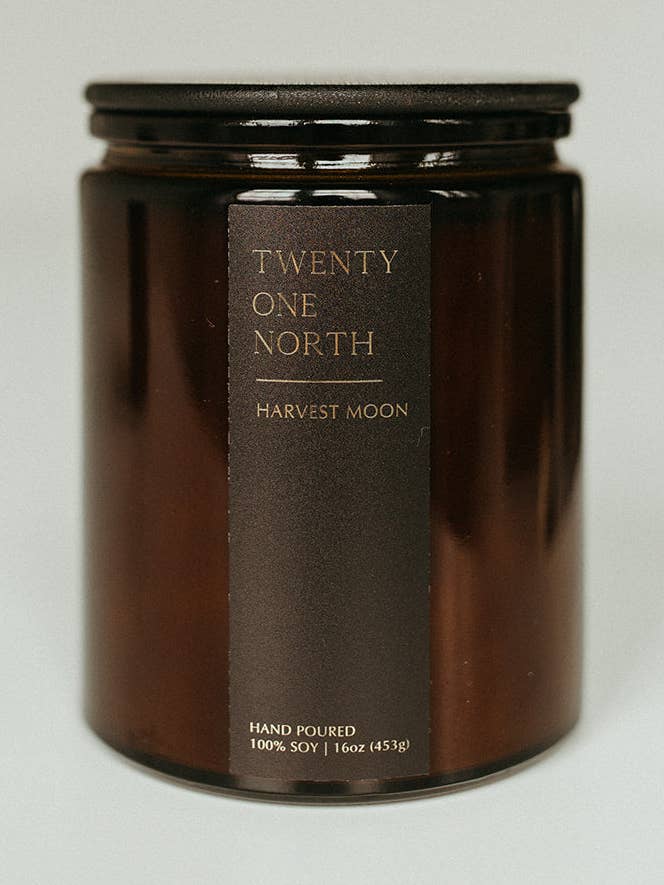 TWENTY
ONE
NORTH
HARVEST MOON
HAND POURED
100% SOY | 16oz (453g)